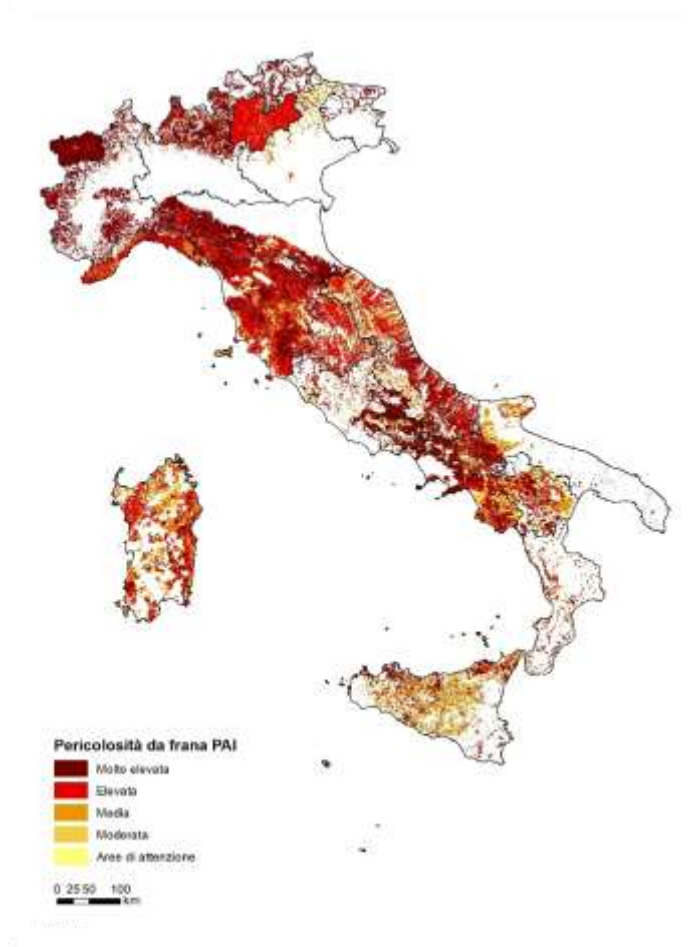 Pericolosità da frana PAI
Molto elevata
Elevata
Media
Moderata
Aree di attenzione
0 25 50 100
km